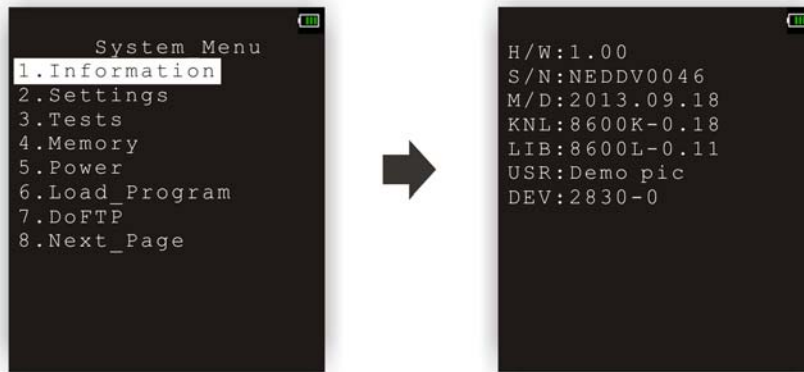 System Menu
1.Information
2.Settings
3.Tests
4.Memory
5.Power
6.Load_Program
7.DoFTP
8.Next_Page
H/W:1.00
S/N:NEDDV0046
M/D:2013.09.18
KNL:8600K-0.18
LIB:8600L-0.11
USR:Demo pic
DEV:2830-0